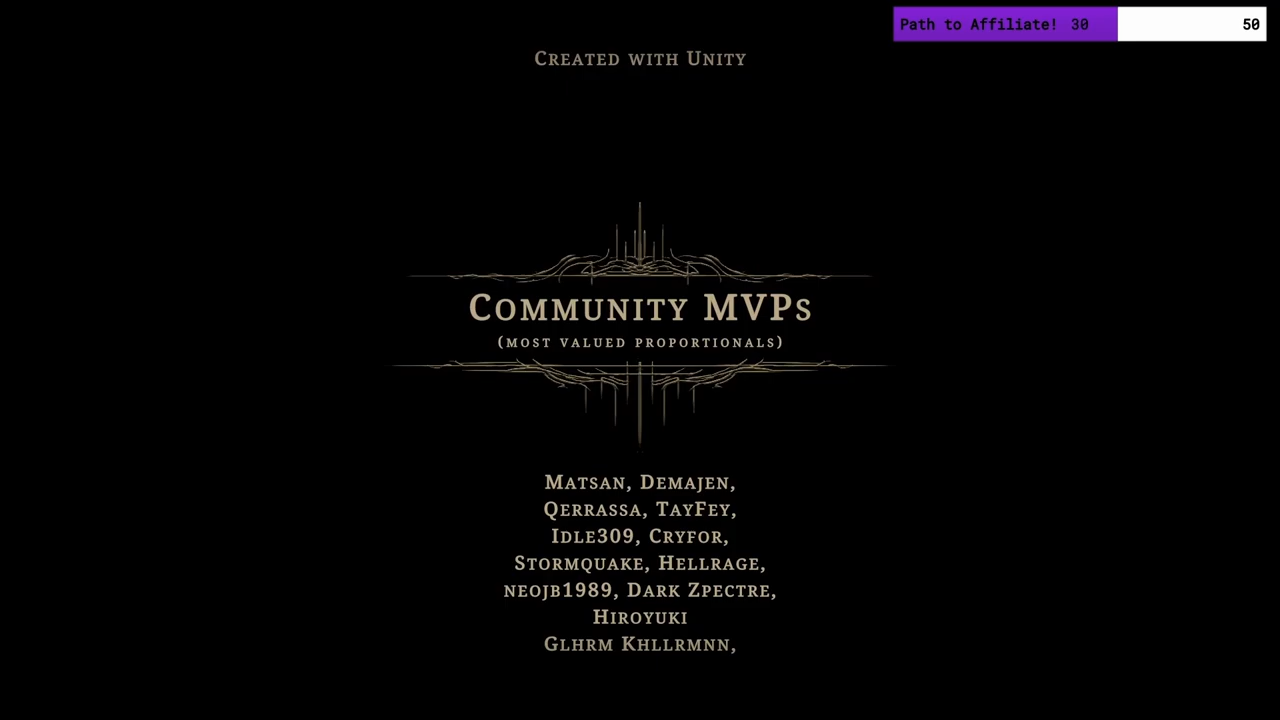 Path to Affiliate! 30 50
Created with Unity
Community MVPs
(most valued proportionals)
Matsan, Demajen,
Qerrassa, TayFey,
Idle309, Cryfor,
Stormquake, Hellrage,
neojb1989, Dark Zpectre,
Hiroyuki
Glhrm Khllrmnn,